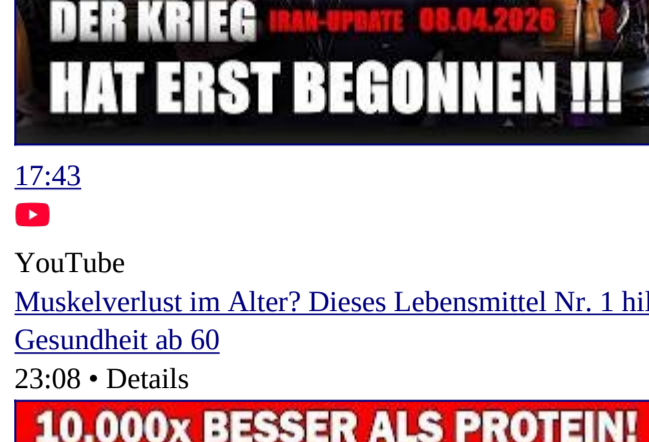 DER KRIEG IRAN-UPDATE 08.04.2026
HAT ERST BEGONNEN !!!
17:43
YouTube
Muskelverlust im Alter? Dieses Lebensmittel Nr. 1
Gesundheit ab 60
23:08 • Details
10.000x BESSER ALS PROTEIN!